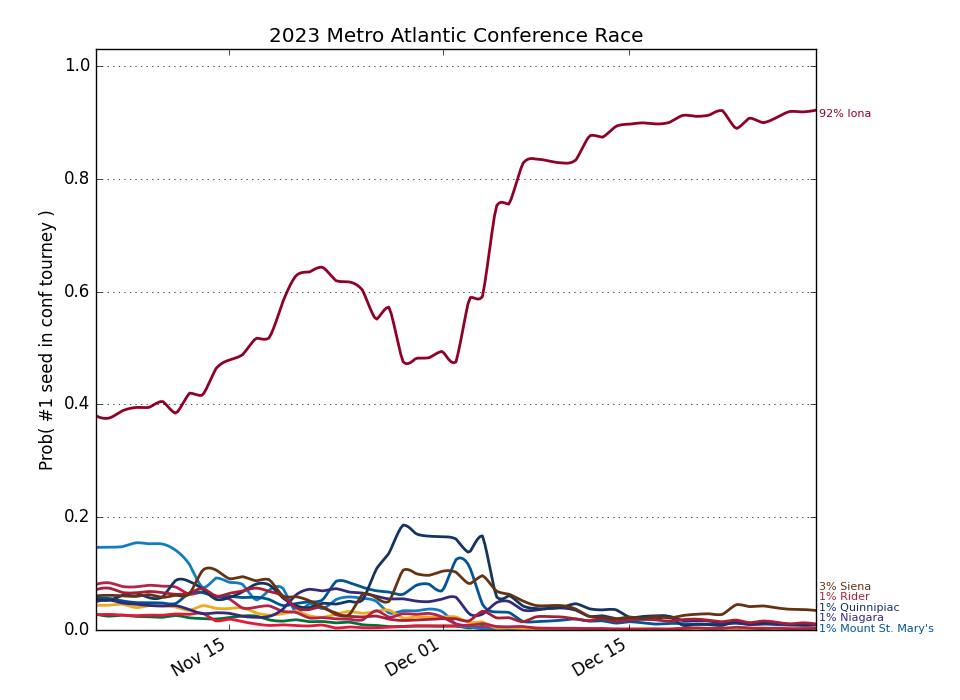 2023 Metro Atlantic Conference Race
Prob( #1 seed in conf tourney )
1.0
0.8
0.6
0.4
0.2
0.0
Nov 15
Dec 01
Dec 15
92% Iona
3% Siena
1% Rider
1% Quinnipiac
1% Niagara
1% Mount St. Mary's